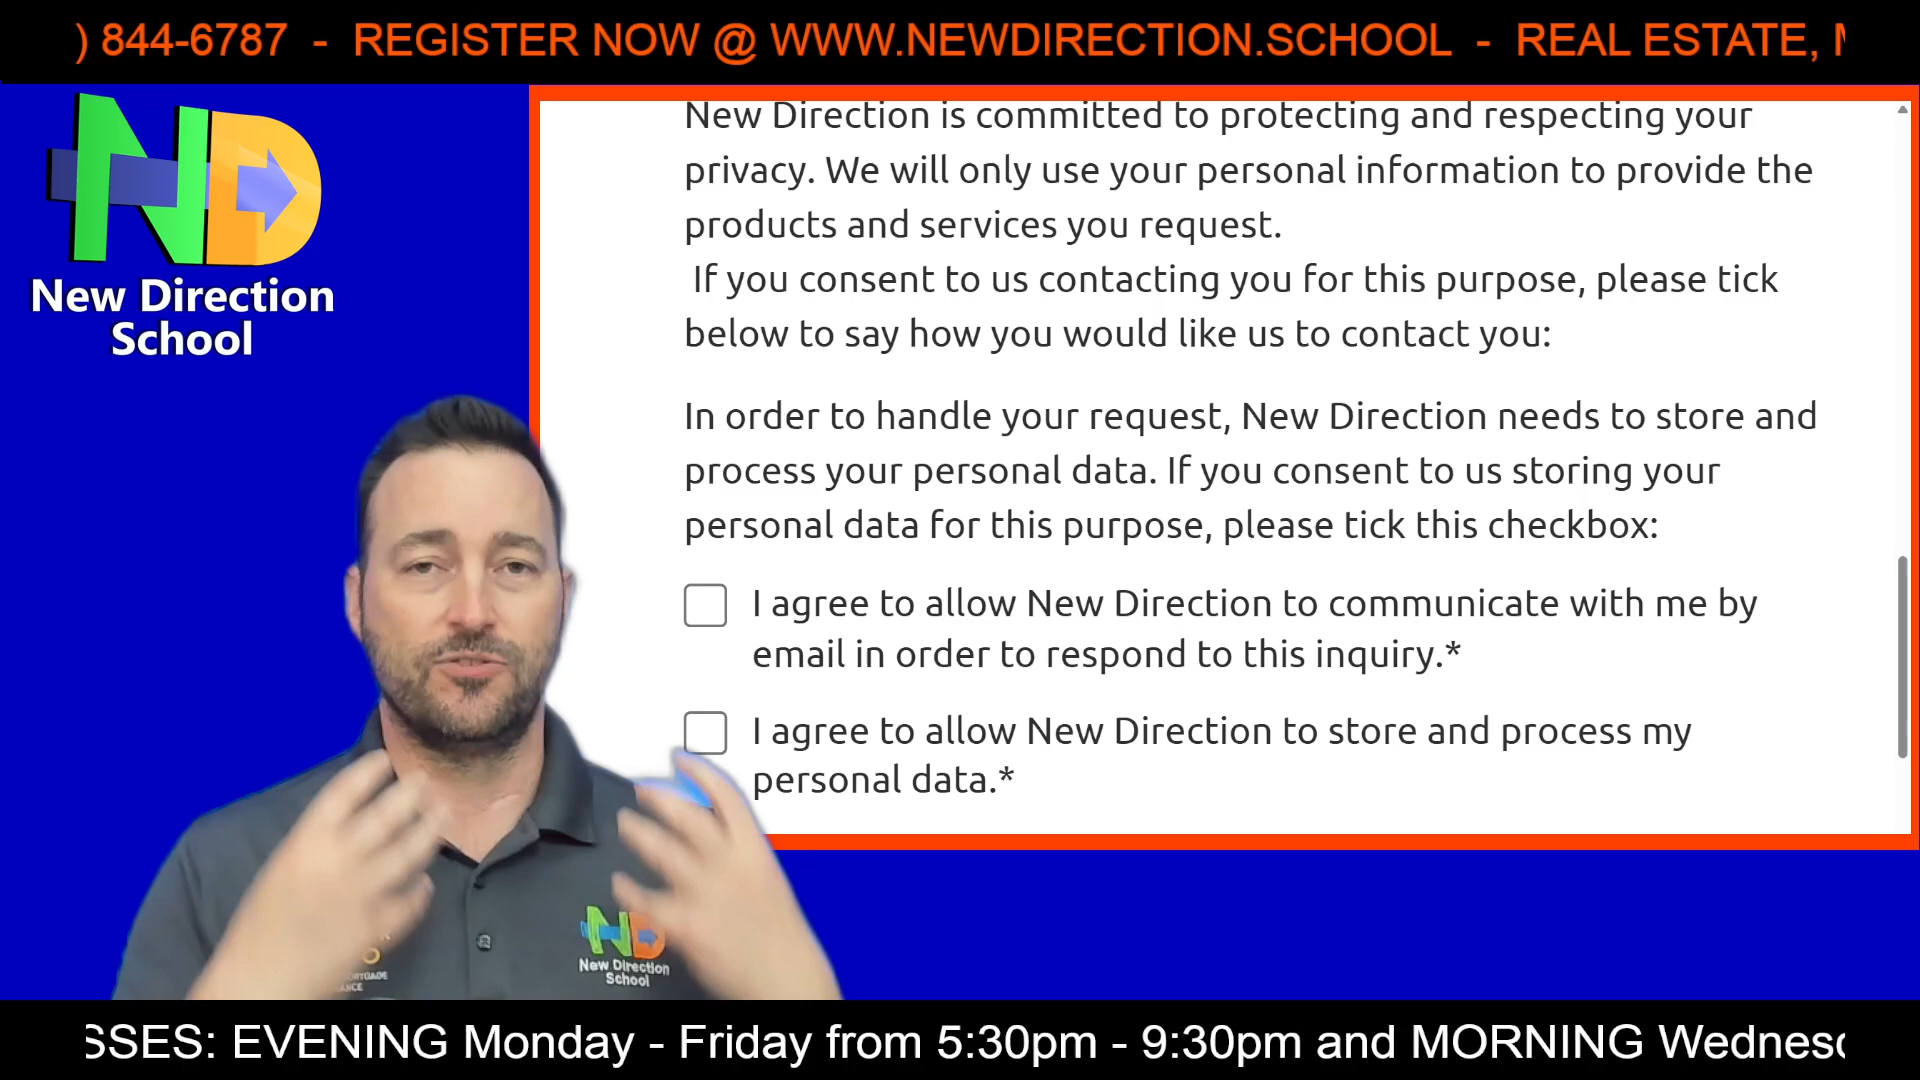 ) 844-6787 - REGISTER NOW @ WWW.NEWDIRECTION.SCHOOL - REAL ESTATE,
New Direction
School
New Direction is committed to protecting and respecting your
privacy. We will only use your personal information to provide the
products and services you request.
If you consent to us contacting you for this purpose, please tick
below to say how you would like us to contact you:
In order to handle your request, New Direction needs to store and
process your personal data. If you consent to us storing your
personal data for this purpose, please tick this checkbox:
I agree to allow New Direction to communicate with me by
email in order to respond to this inquiry.*
I agree to allow New Direction to store and process my
personal data.*
ND
New Direction
School
EVENING Monday - Friday from 5:30pm - 9:30pm and MORNING